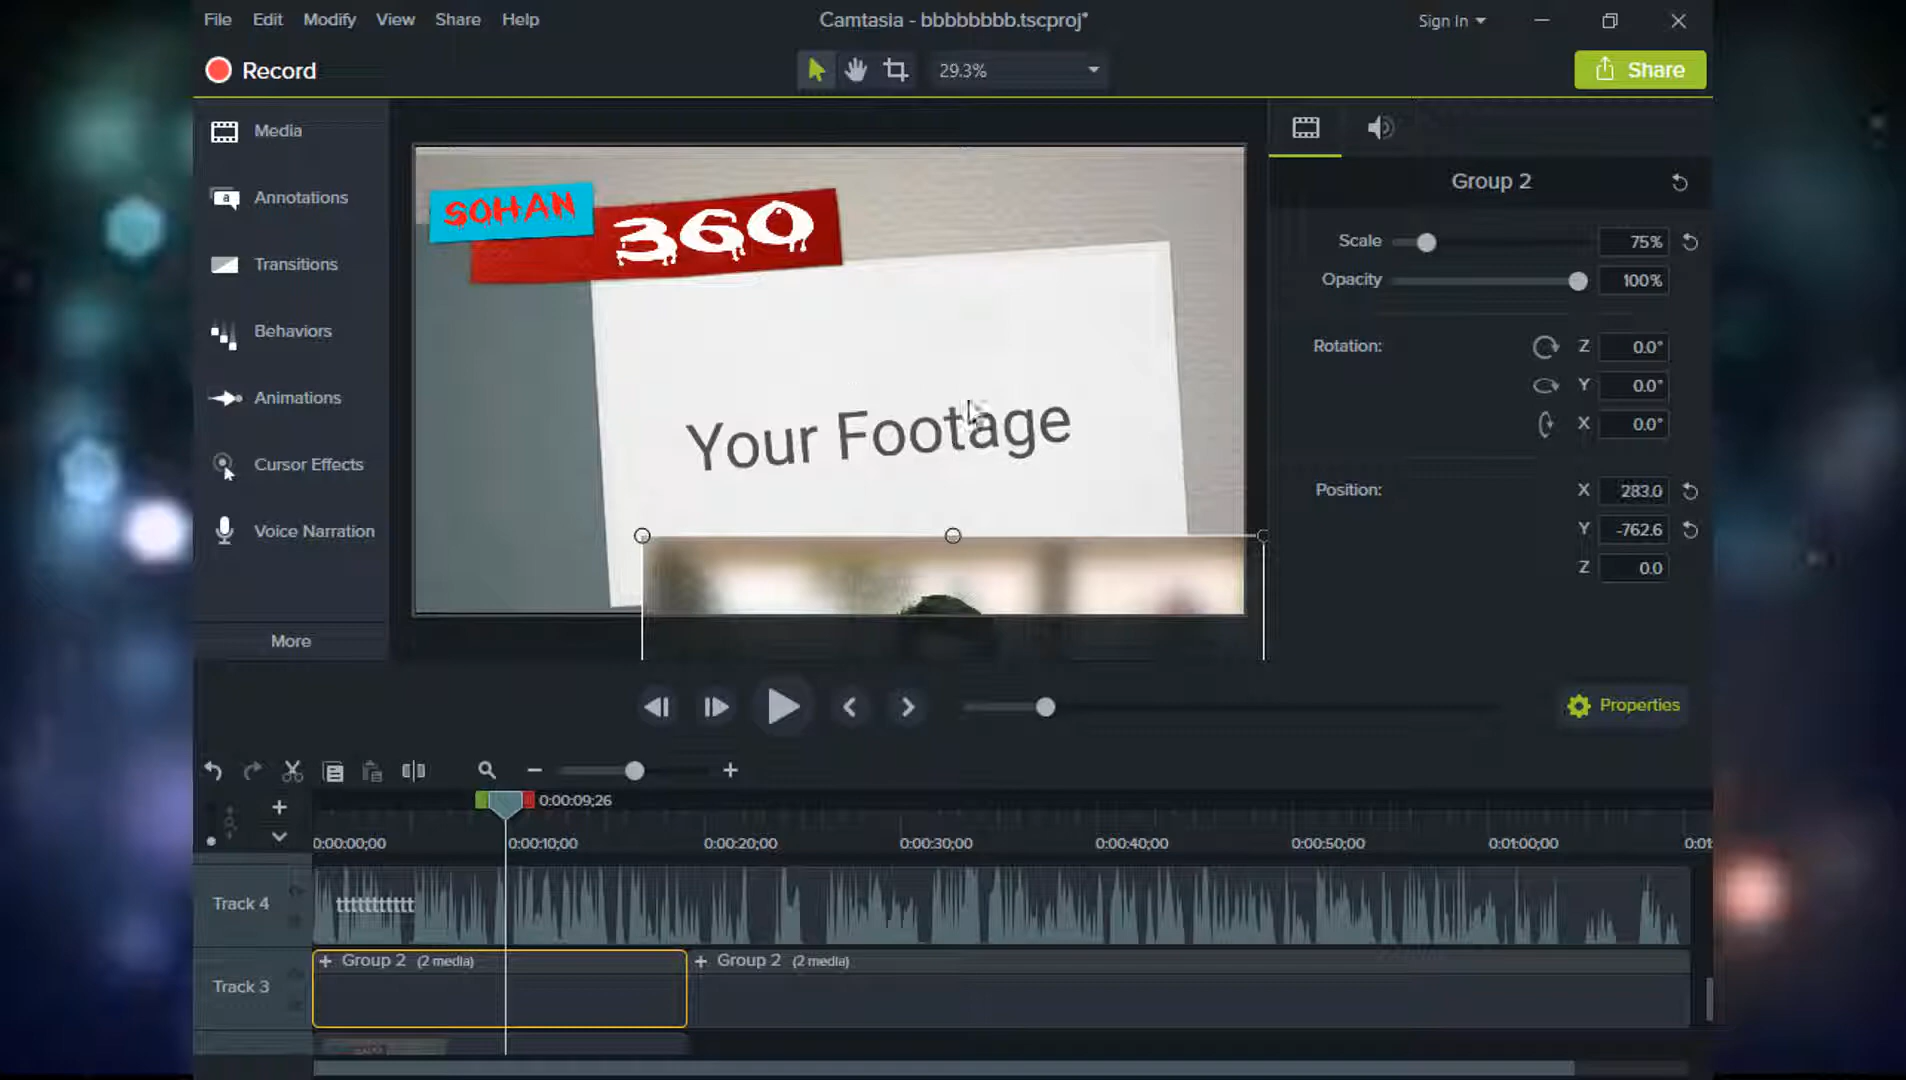 File Edit Modify View Share Help
Camtasia - bbbbbbbb.tscproj*
Sign In
Record
29.3%
Share
Media
Annotations
Transitions
Behaviors
Animations
Cursor Effects
Voice Narration
More
SOHAN
360
Your Footage
Group 2
Scale 75%
Opacity 100%
Rotation: Z 0.0°
Y 0.0°
X 0.0°
Position: X 283.0
Y -762.6
Z 0.0
Properties
0:00:09;26
0:00:00;00 0:00:10;00 0:00:20;00 0:00:30;00 0:00:40;00 0:00:50;00 0:01:00;00 0:01
Track 4
ttttttttttt
Track 3
+ Group 2 (2 media) + Group 2 (2 media)